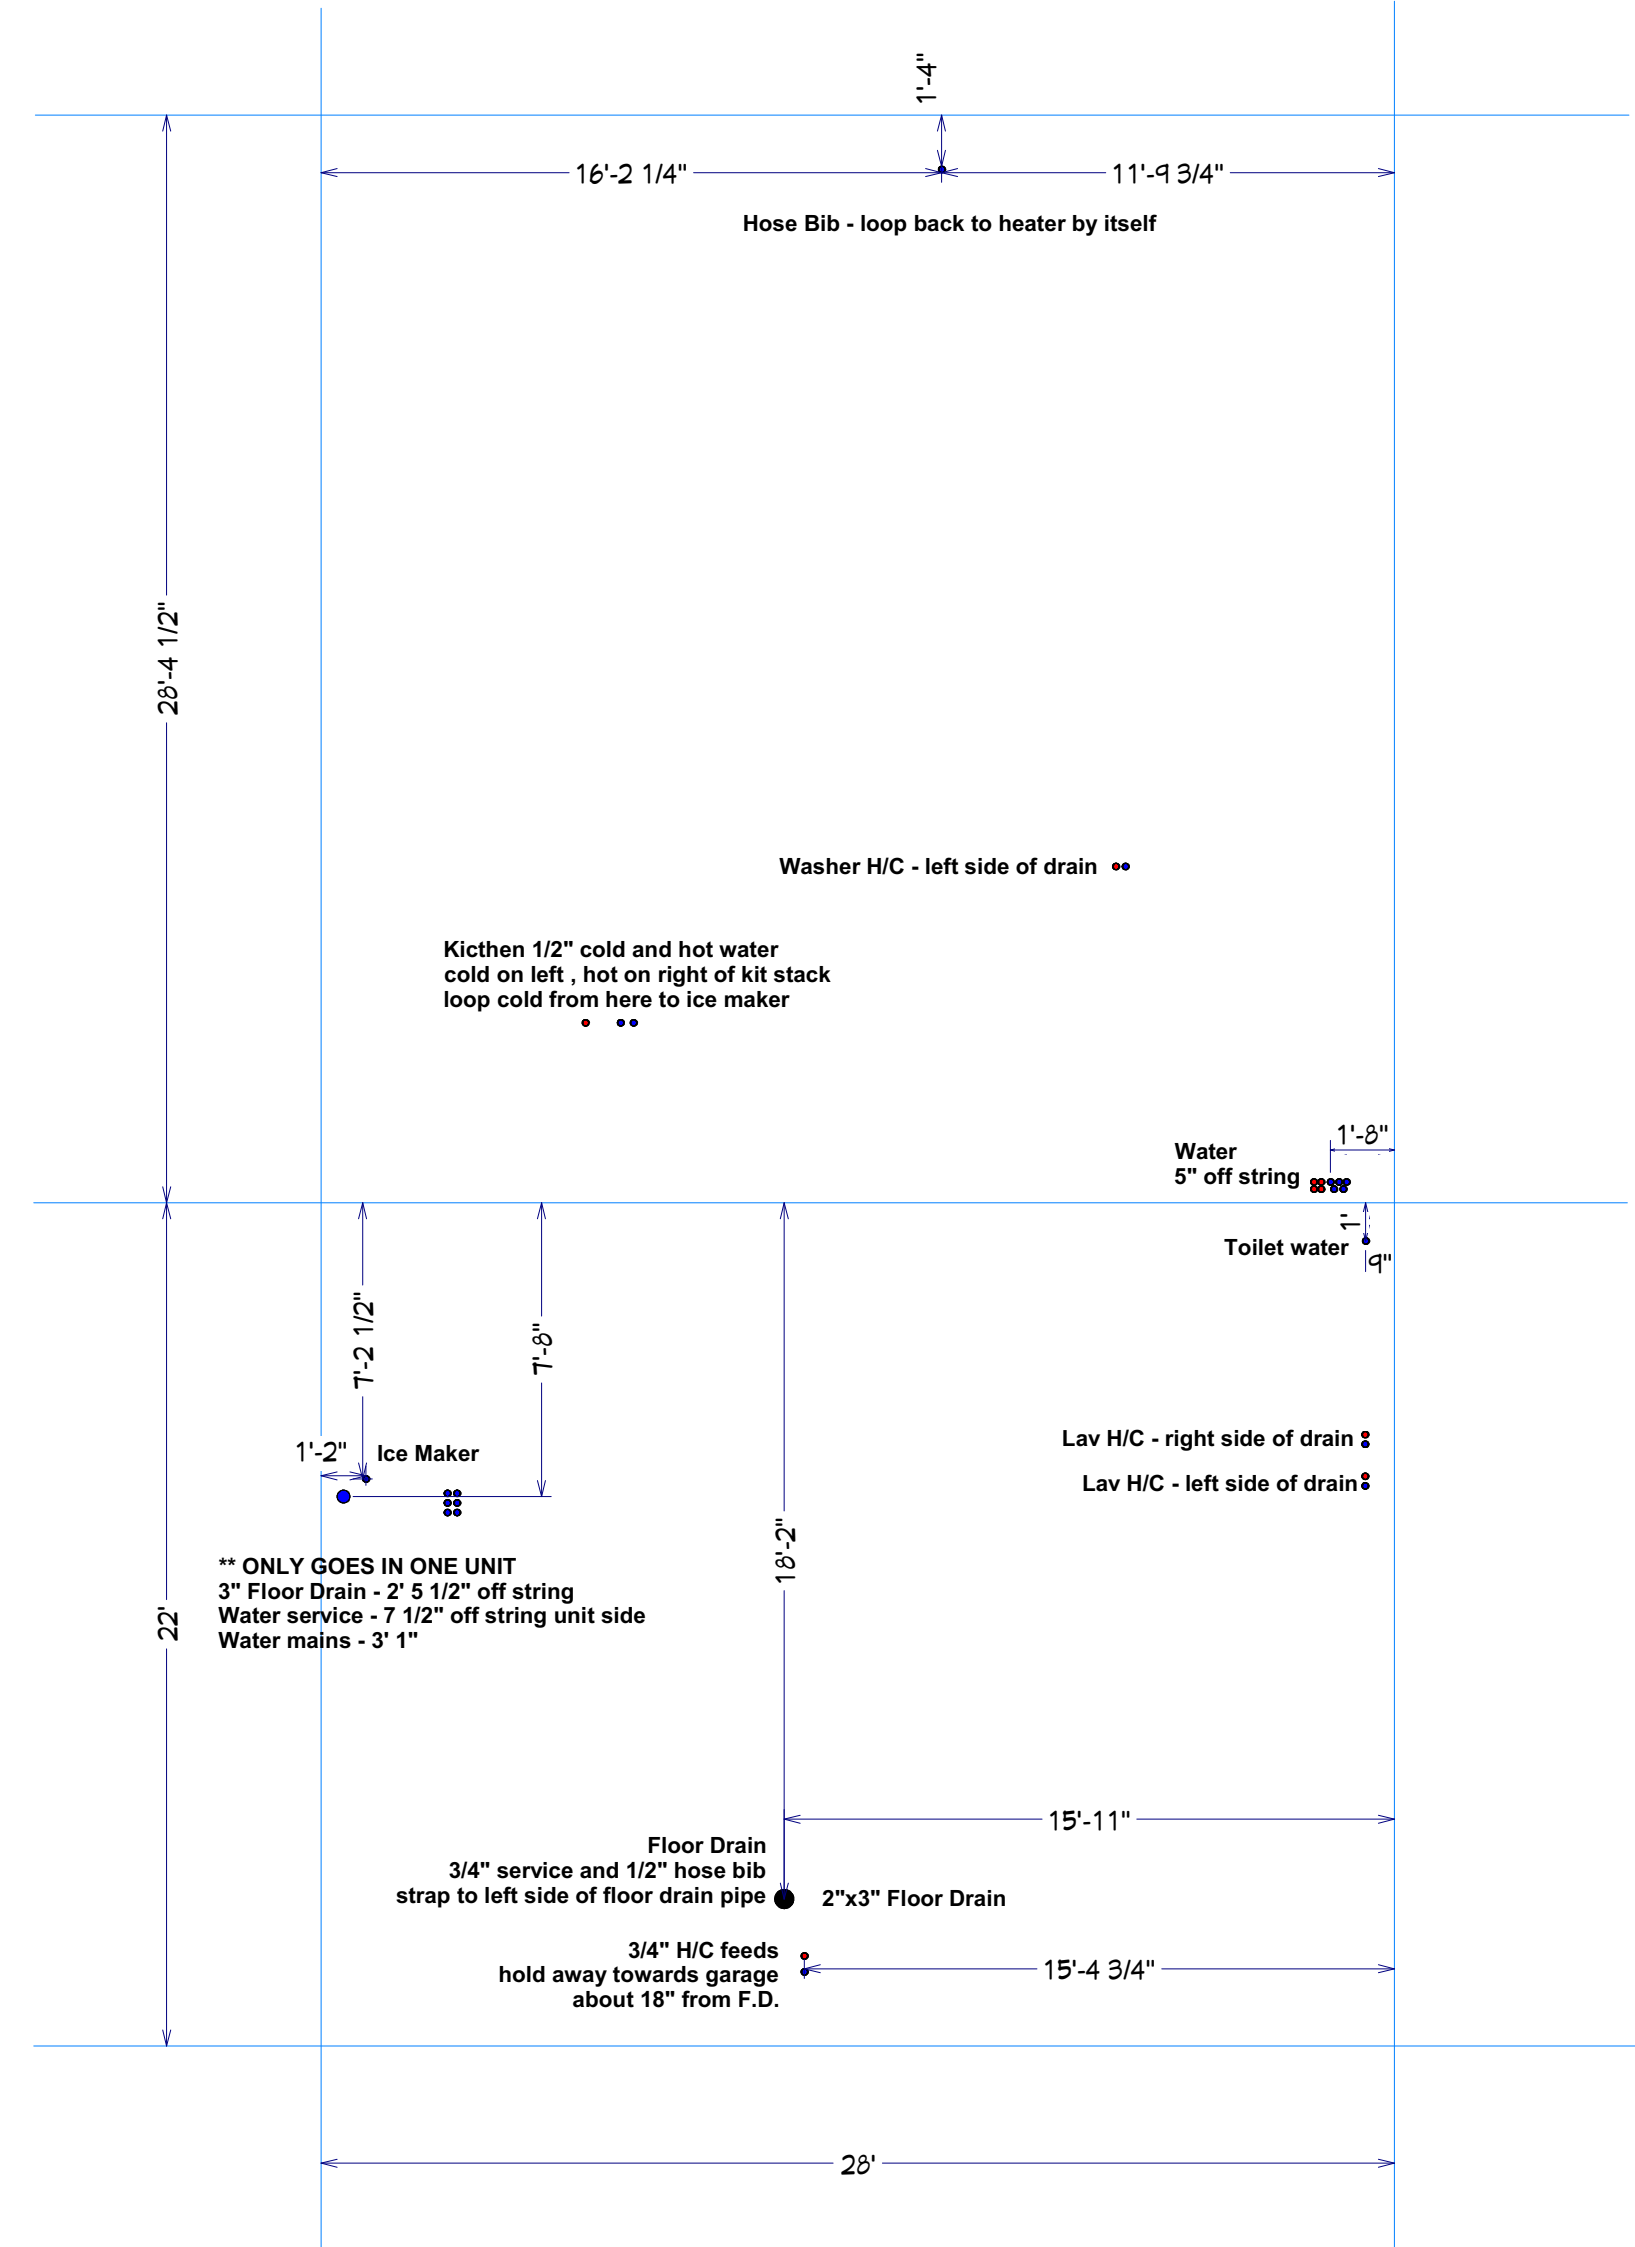 1'-4"
16'-2 1/4"
11'-9 3/4"
Hose Bib - loop back to heater by itself
28'-4 1/2"
Washer H/C - left side of drain
Kicthen 1/2" cold and hot water
cold on left , hot on right of kit stack
loop cold from here to ice maker
1'-8"
Water
5" off string
1'
Toilet water
9"
7'-2 1/2"
7'-8"
Lav H/C - right side of drain
1'-2"
Ice Maker
Lav H/C - left side of drain
18'-2"
** ONLY GOES IN ONE UNIT
3" Floor Drain - 2' 5 1/2" off string
Water service - 7 1/2" off string unit side
Water mains - 3' 1"
22'
15'-11"
Floor Drain
3/4" service and 1/2" hose bib
strap to left side of floor drain pipe
2"x3" Floor Drain
3/4" H/C feeds
hold away towards garage
about 18" from F.D.
15'-4 3/4"
28'